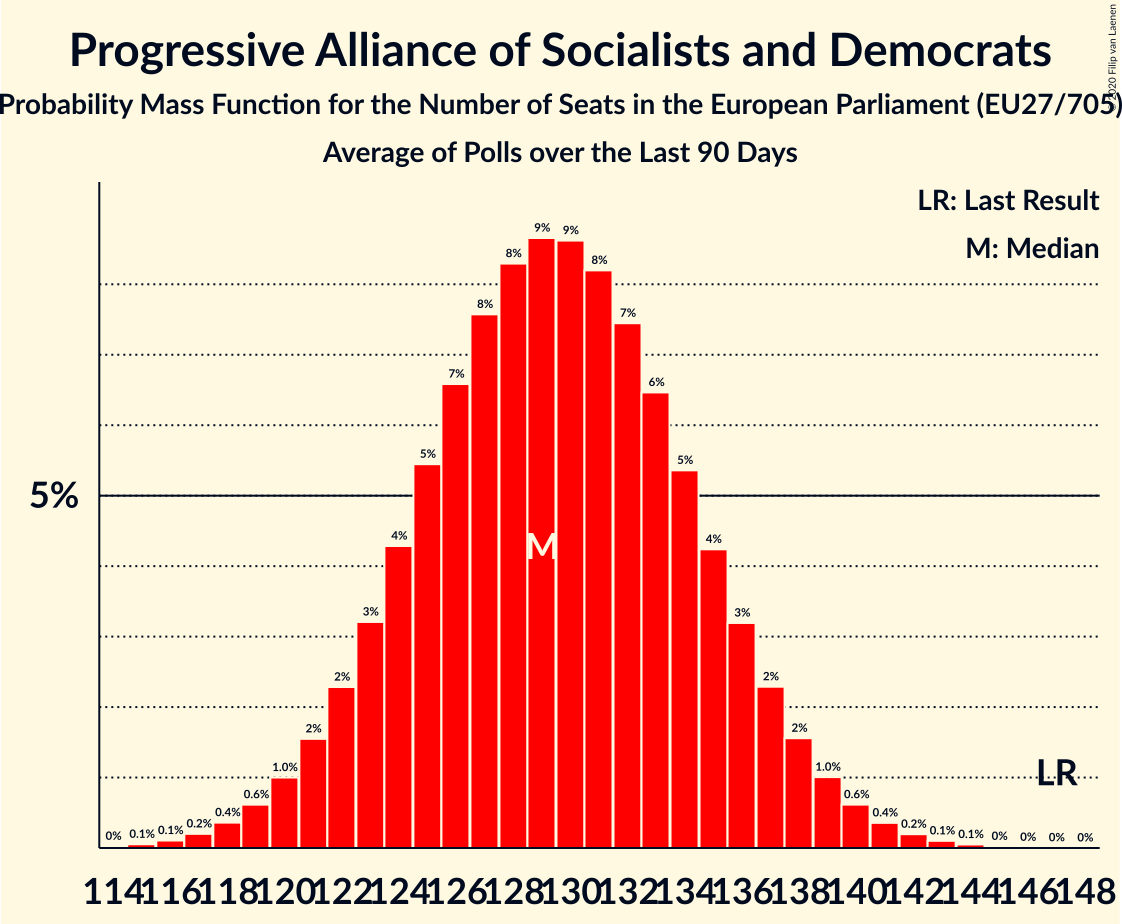 Progressive Alliance of Socialists and Democrats
Probability Mass Function for the Number of Seats in the European Parliament (EU27/705)
Average of Polls over the Last 90 Days
© 2020 Filip van Laenen
LR: Last Result
M: Median
5%
0% 0.1% 0.1% 0.2% 0.4% 0.6% 1.0% 2% 2% 3% 4% 5% 7% 8% 8% 9% 9% 8% 7% 6% 5% 4% 3% 2% 2% 1.0% 0.6% 0.4% 0.2% 0.1% 0.1% 0% 0% 0% 0%
M
LR
114 116 118 120 122 124 126 128 130 132 134 136 138 140 142 144 146 148